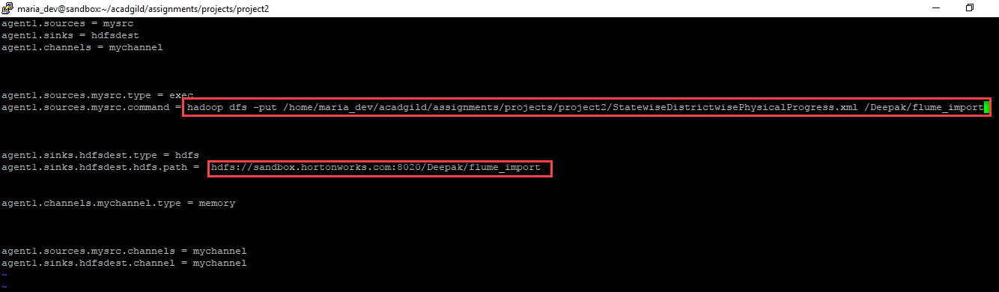 maria_dev@sandbox:~/acadgild/assignments/projects/project2
agent1.sources = mysrc
agent1.sinks = hdfsdest
agent1.channels = mychannel
agent1.sources.mysrc.type = exec
agent1.sources.mysrc.command = hadoop dfs -put /home/maria_dev/acadgild/assignments/projects/project2/StatewiseDistrictwisePhysicalProgress.xml /Deepak/flume_import
agent1.sinks.hdfsdest.type = hdfs
agent1.sinks.hdfsdest.hdfs.path =  hdfs://sandbox.hortonworks.com:8020/Deepak/flume_import
agent1.channels.mychannel.type = memory
agent1.sources.mysrc.channels = mychannel
agent1.sinks.hdfsdest.channel = mychannel
~
~